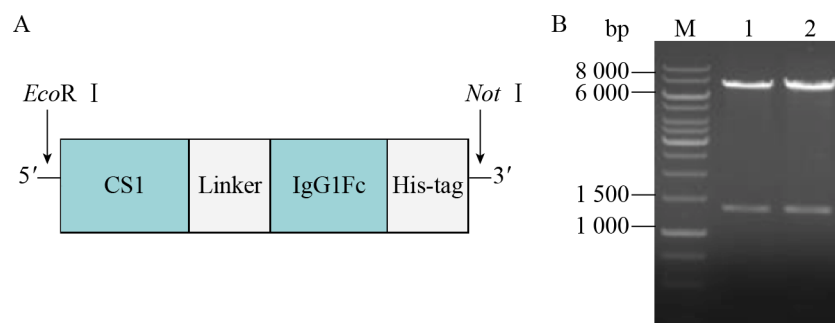 A
EcoR Ⅰ
Not Ⅰ
5′
CS1
Linker
IgG1Fc
His-tag
3′
B
bp
M
1
2
8 000
6 000
1 500
1 000